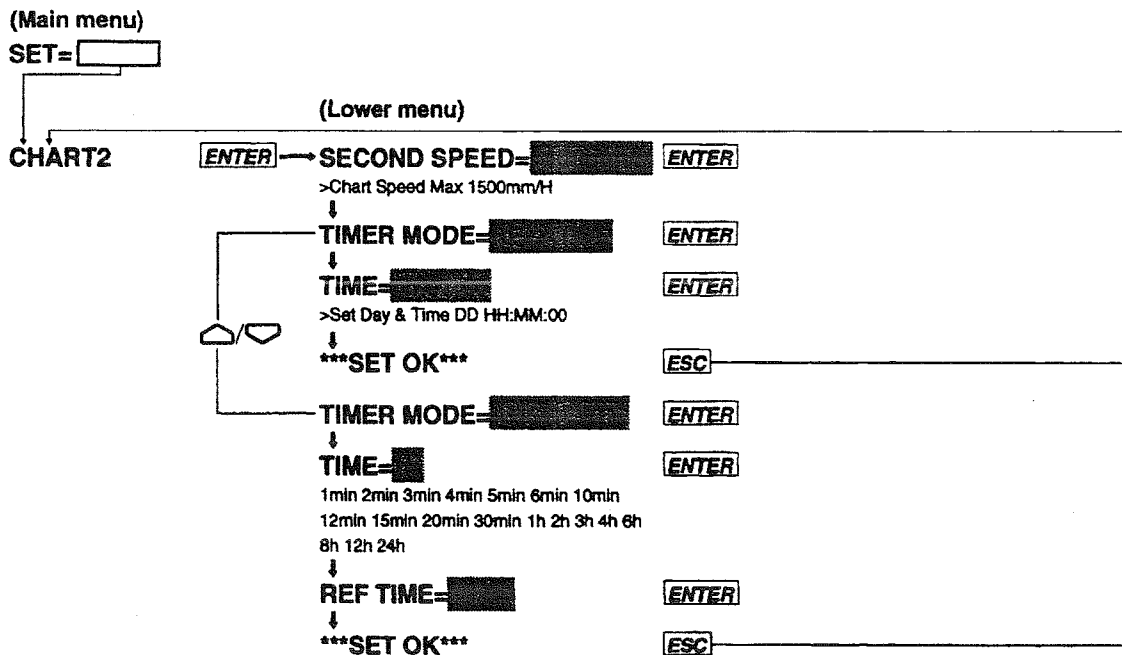 (Main menu)
SET=
(Lower menu)
CHART2 ENTER SECOND SPEED= ENTER
>Chart Speed Max 1500mm/H
TIMER MODE= ENTER
TIME= ENTER
>Set Day & Time DD HH:MM:00
/
***SET OK*** ESC
TIMER MODE= ENTER
TIME= ENTER
1min 2min 3min 4min 5min 6min 10min
12min 15min 20min 30min 1h 2h 3h 4h 6h
8h 12h 24h
REF TIME= ENTER
***SET OK*** ESC